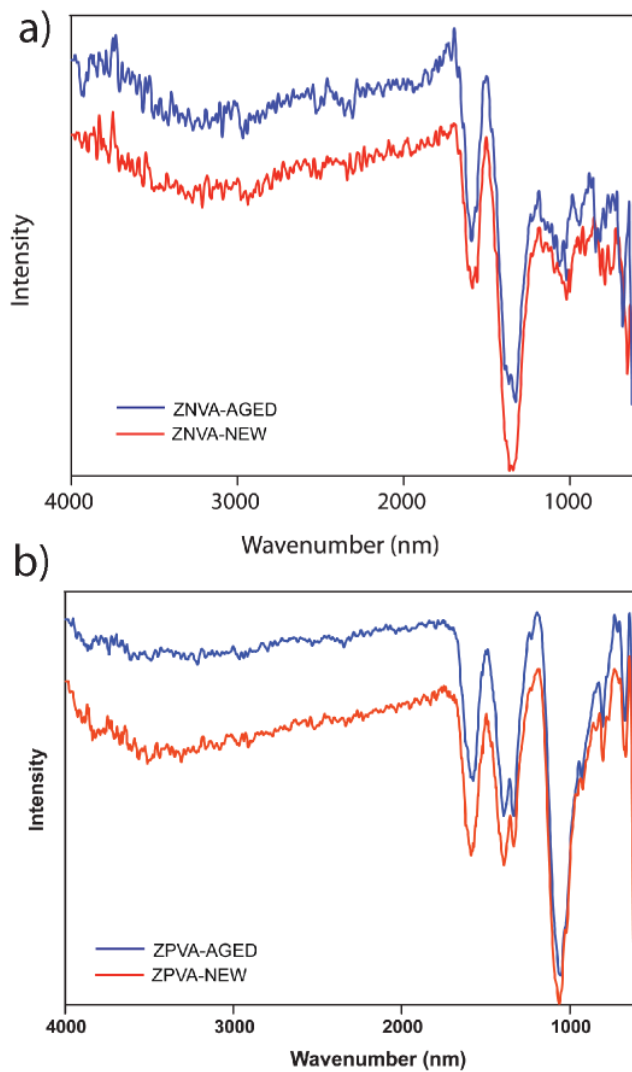 a)
Intensity
ZNVA-AGED
ZNVA-NEW
4000 3000 2000 1000
Wavenumber (nm)
b)
Intensity
ZPVA-AGED
ZPVA-NEW
4000 3000 2000 1000
Wavenumber (nm)